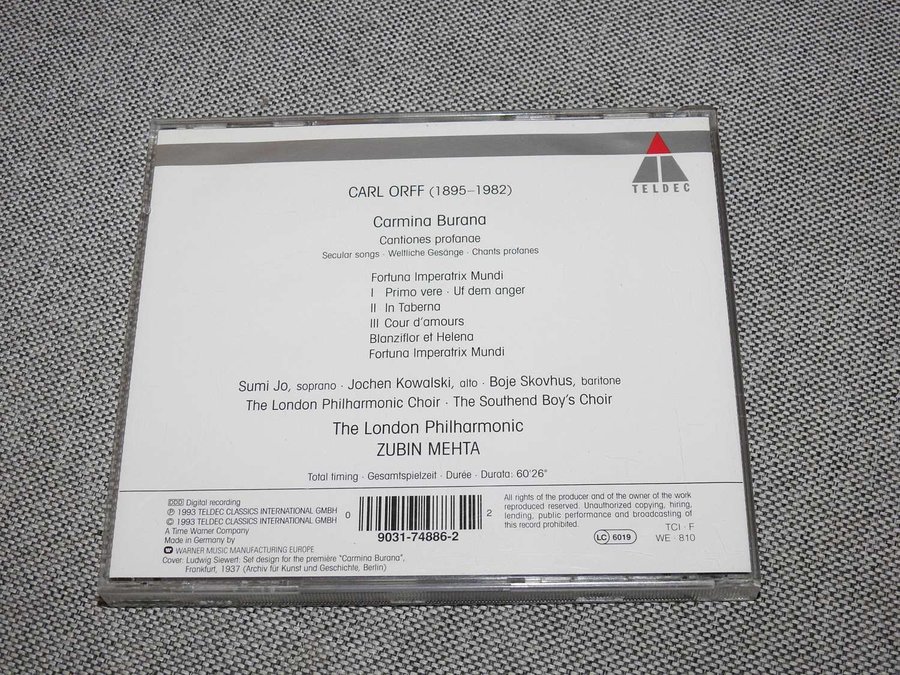 TELDEC
CARL ORFF (1895–1982)
Carmina Burana
Cantiones profanae
Secular songs · Weltliche Gesänge · Chants profanes
Fortuna Imperatrix Mundi
I Primo vere · Uf dem anger
II In Taberna
III Cour d'amours
Blanziflor et Helena
Fortuna Imperatrix Mundi
Sumi Jo, soprano · Jochen Kowalski, alto · Boje Skovhus, baritone
The London Philharmonic Choir · The Southend Boy's Choir
The London Philharmonic
ZUBIN MEHTA
Total timing · Gesamtspielzeit · Durée · Durata: 60'26"
DDD Digital recording
℗ 1993 TELDEC CLASSICS INTERNATIONAL GMBH
© 1993 TELDEC CLASSICS INTERNATIONAL GMBH
A Time Warner Company
Made in Germany by
WARNER MUSIC MANUFACTURING EUROPE
Cover: Ludwig Siewert: Set design for the première "Carmina Burana",
Frankfurt, 1937 (Archiv für Kunst und Geschichte, Berlin)
0 2
9031-74886-2
All rights of the producer and of the owner of the work
reproduced reserved. Unauthorized copying, hiring,
lending, public performance and broadcasting of
this record prohibited.
LC 6019
TCI · F
WE · 810